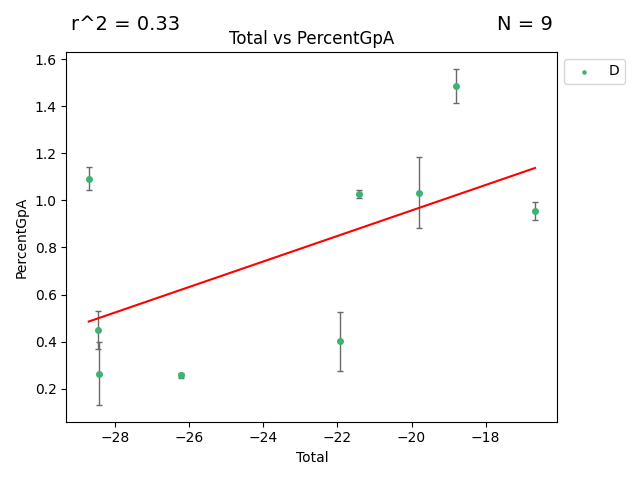 r^2 = 0.33
N = 9
Total vs PercentGpA
D
PercentGpA
1.6
1.4
1.2
1.0
0.8
0.6
0.4
0.2
−28 −26 −24 −22 −20 −18
Total